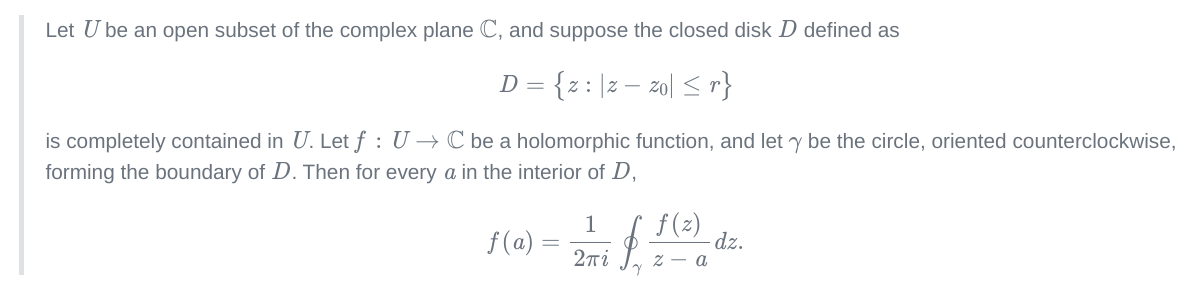 Let U be an open subset of the complex plane ℂ, and suppose the closed disk D defined as
D = {z : |z − z₀| ≤ r}
is completely contained in U. Let f : U → ℂ be a holomorphic function, and let γ be the circle, oriented counterclockwise,
forming the boundary of D. Then for every a in the interior of D,
f(a) = \frac{1}{2πi} ∮_γ \frac{f(z)}{z − a} dz.